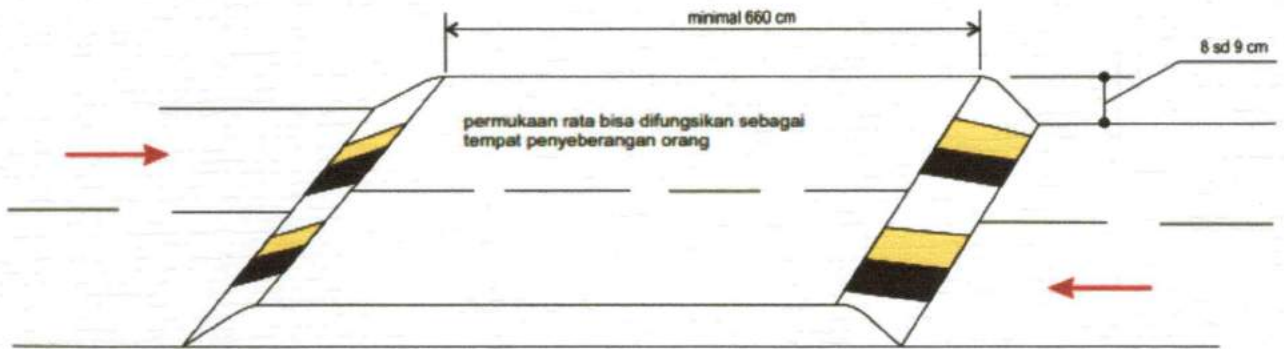 minimal 660 cm
8 sd 9 cm
permukaan rata bisa difungsikan sebagai
tempat penyeberangan orang